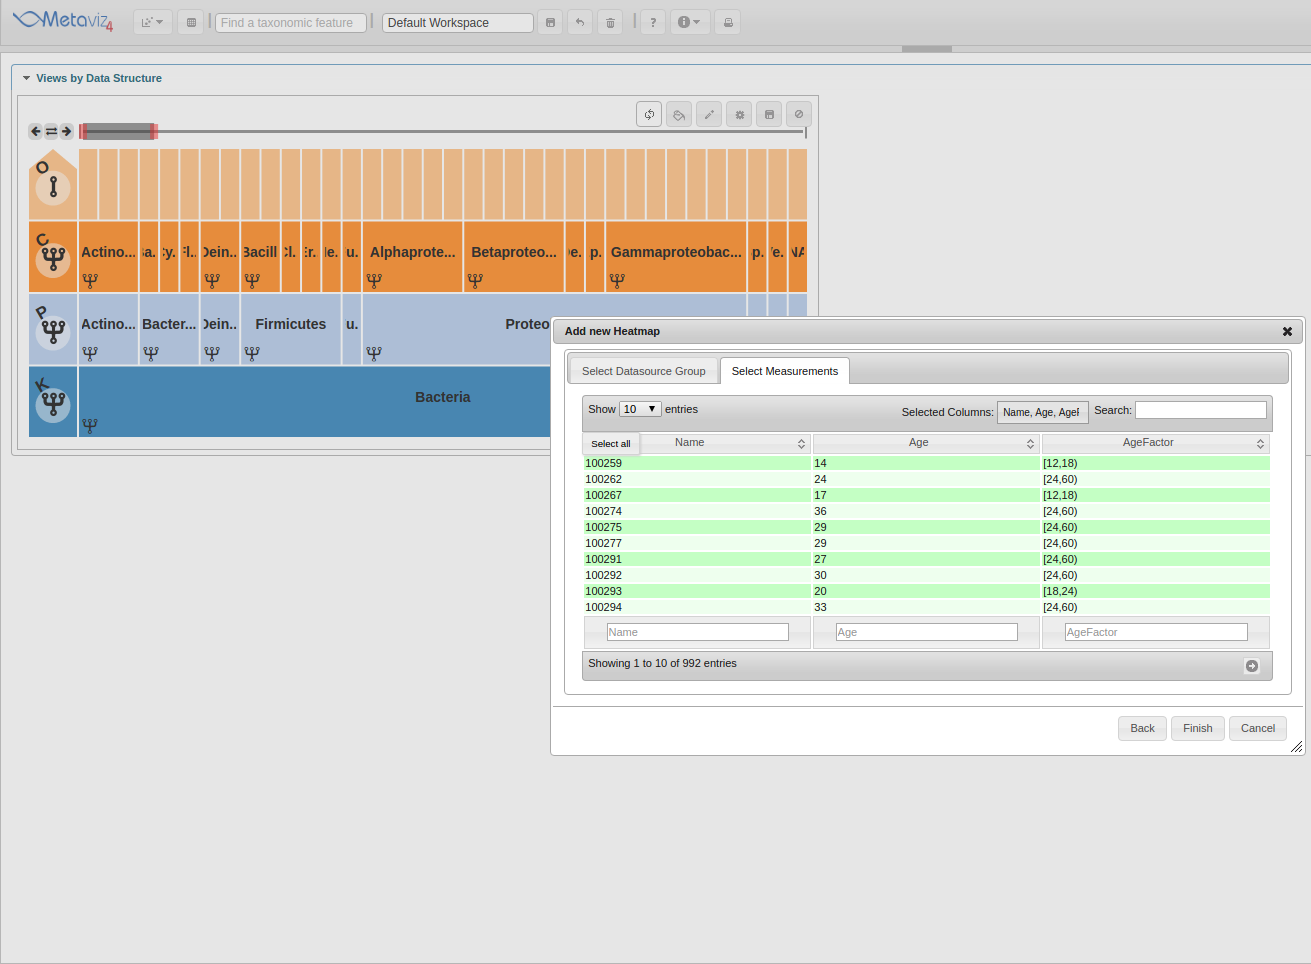 Metaviz4
Find a taxonomic feature
Default Workspace
?
Views by Data Structure
O
C
Actino...
Dein...
Bacill
Alphaprote...
Betaproteo...
p.
Gammaproteobac...
P
Actino...
Bacter...
Dein..
Firmicutes
u.
Proteo
K
Bacteria
Add new Heatmap
Select Datasource Group
Select Measurements
Show 10 entries
Selected Columns: Name, Age, AgeF
Search:
Select all
Name Age AgeFactor
100259 14 [12,18)
100262 24 [24,60)
100267 17 [12,18)
100274 36 [24,60)
100275 29 [24,60)
100277 29 [24,60)
100291 27 [24,60)
100292 30 [24,60)
100293 20 [18,24)
100294 33 [24,60)
Name Age AgeFactor
Showing 1 to 10 of 992 entries
Back Finish Cancel